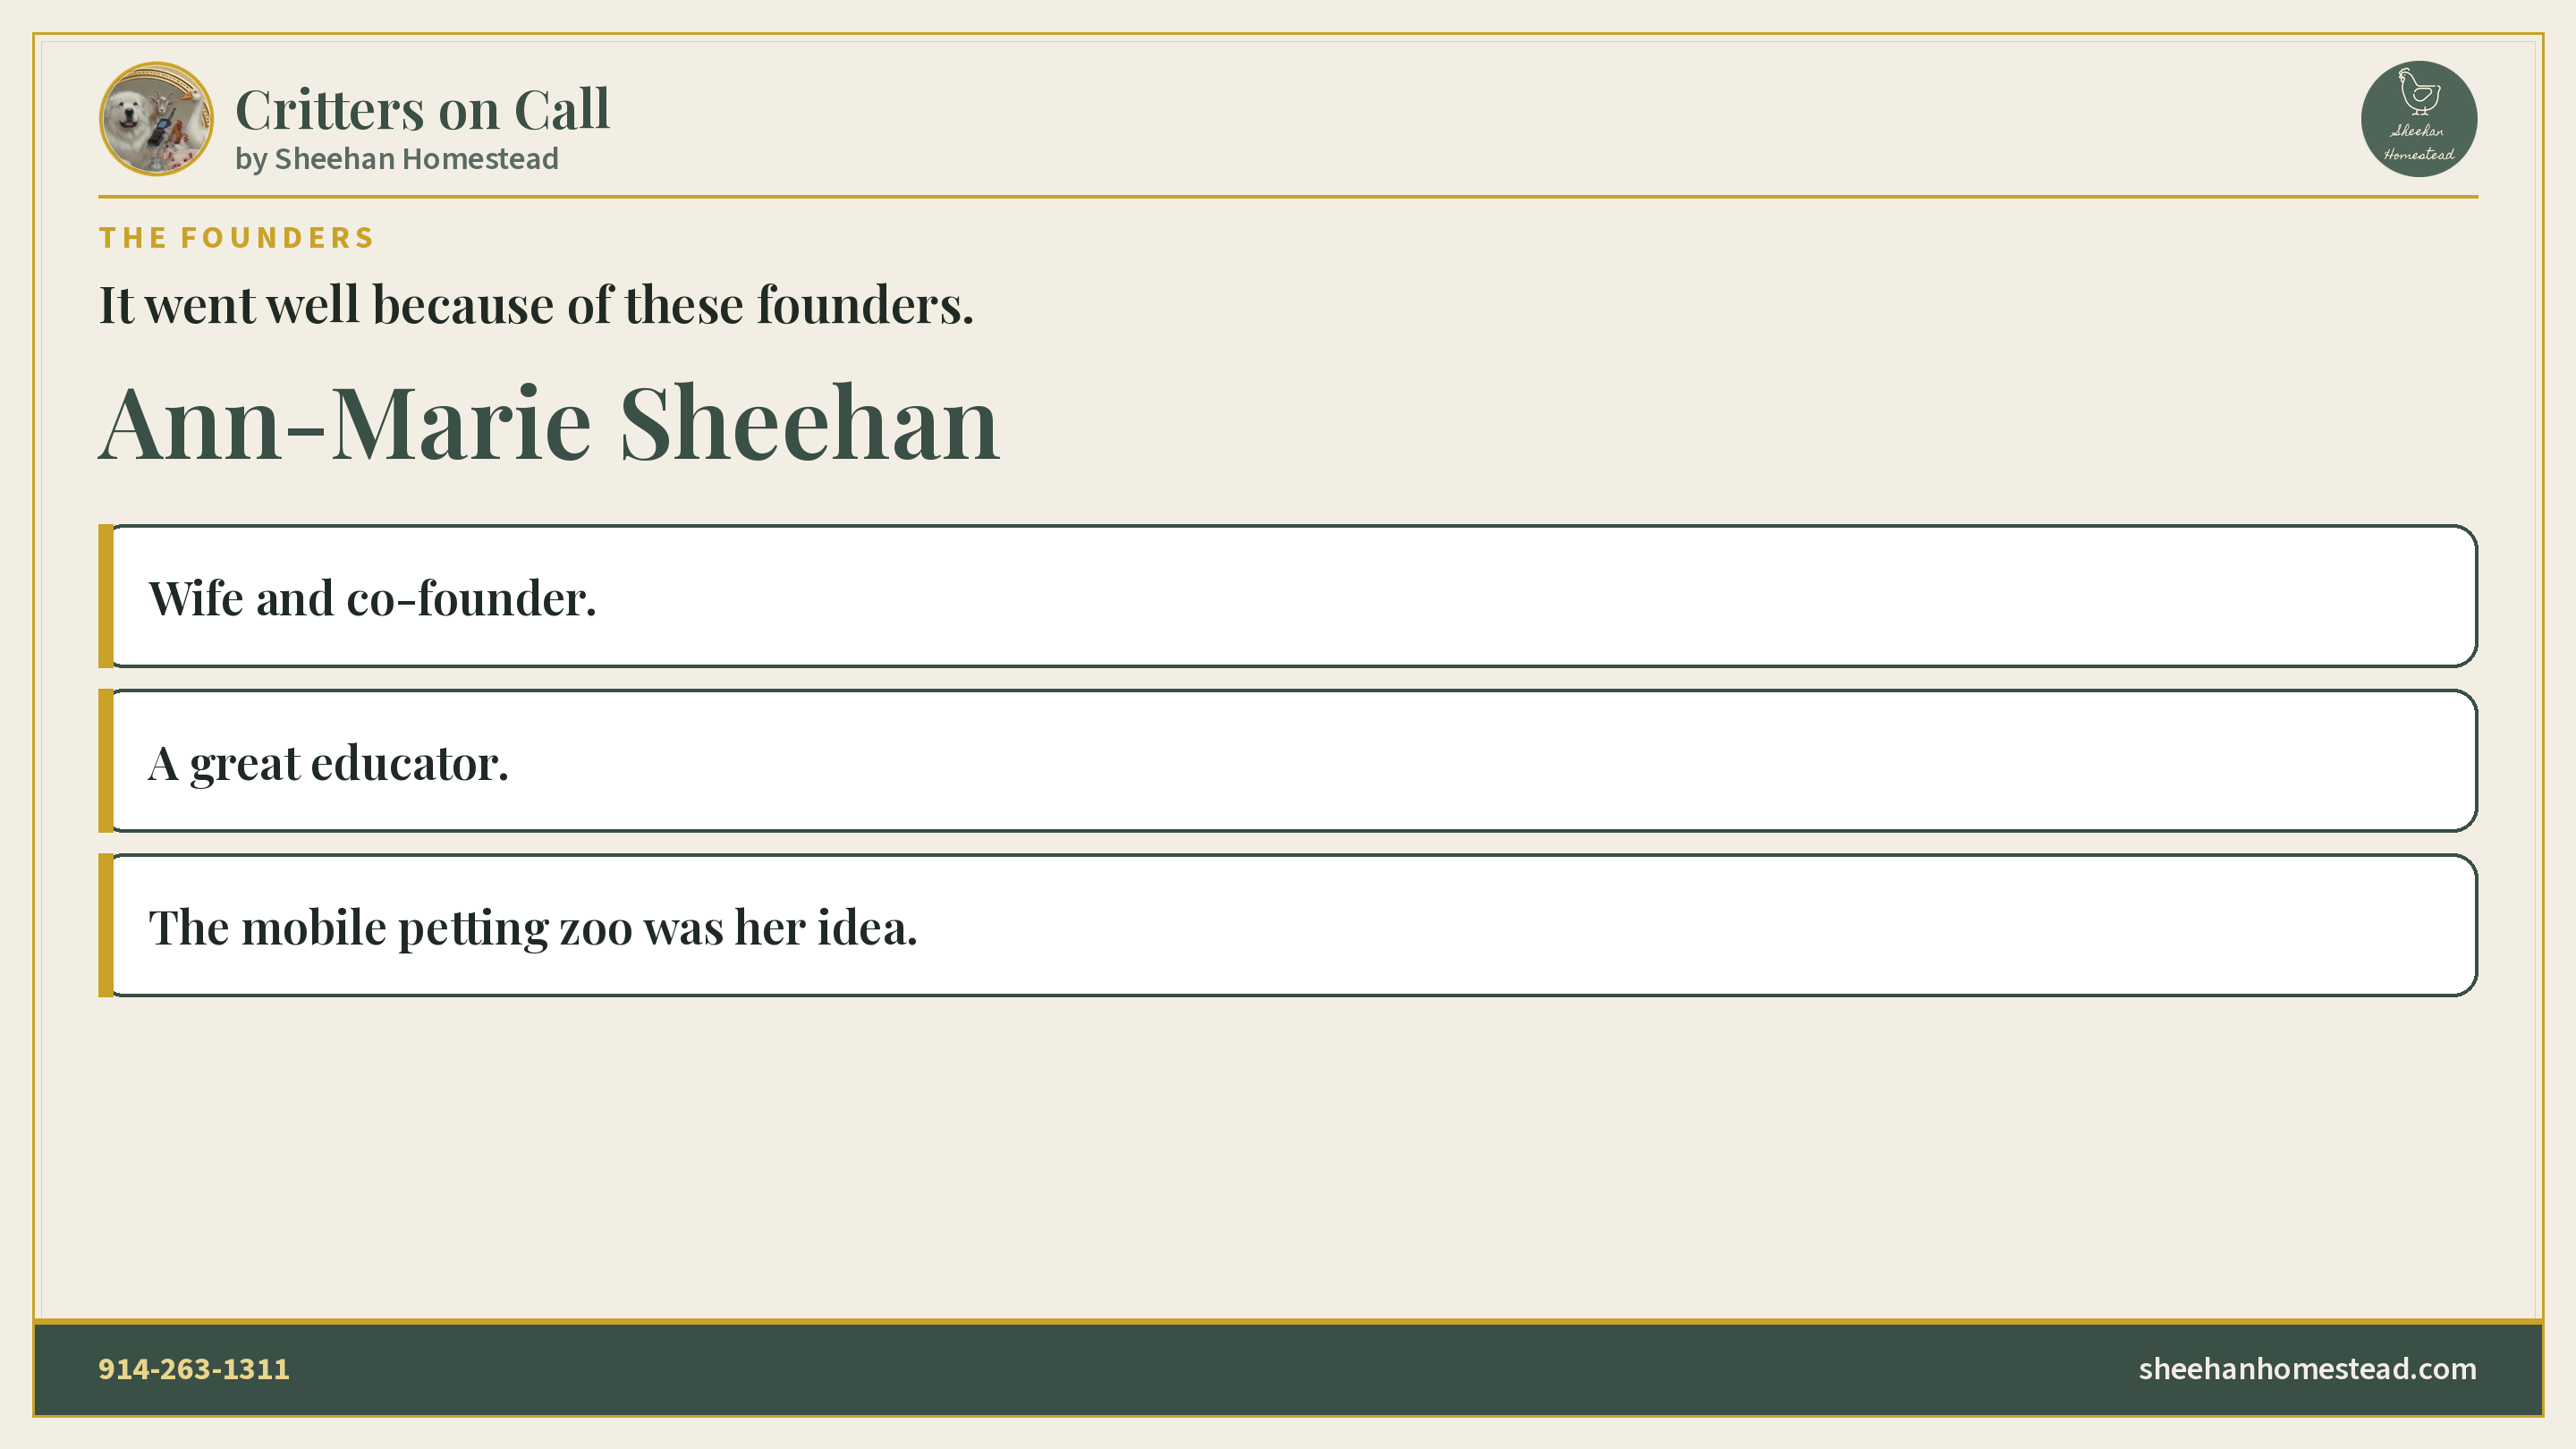 Critters on Call
by Sheehan Homestead
Sheehan
Homestead
THE FOUNDERS
It went well because of these founders.
Ann-Marie Sheehan
Wife and co-founder.
A great educator.
The mobile petting zoo was her idea.
914-263-1311
sheehanhomestead.com